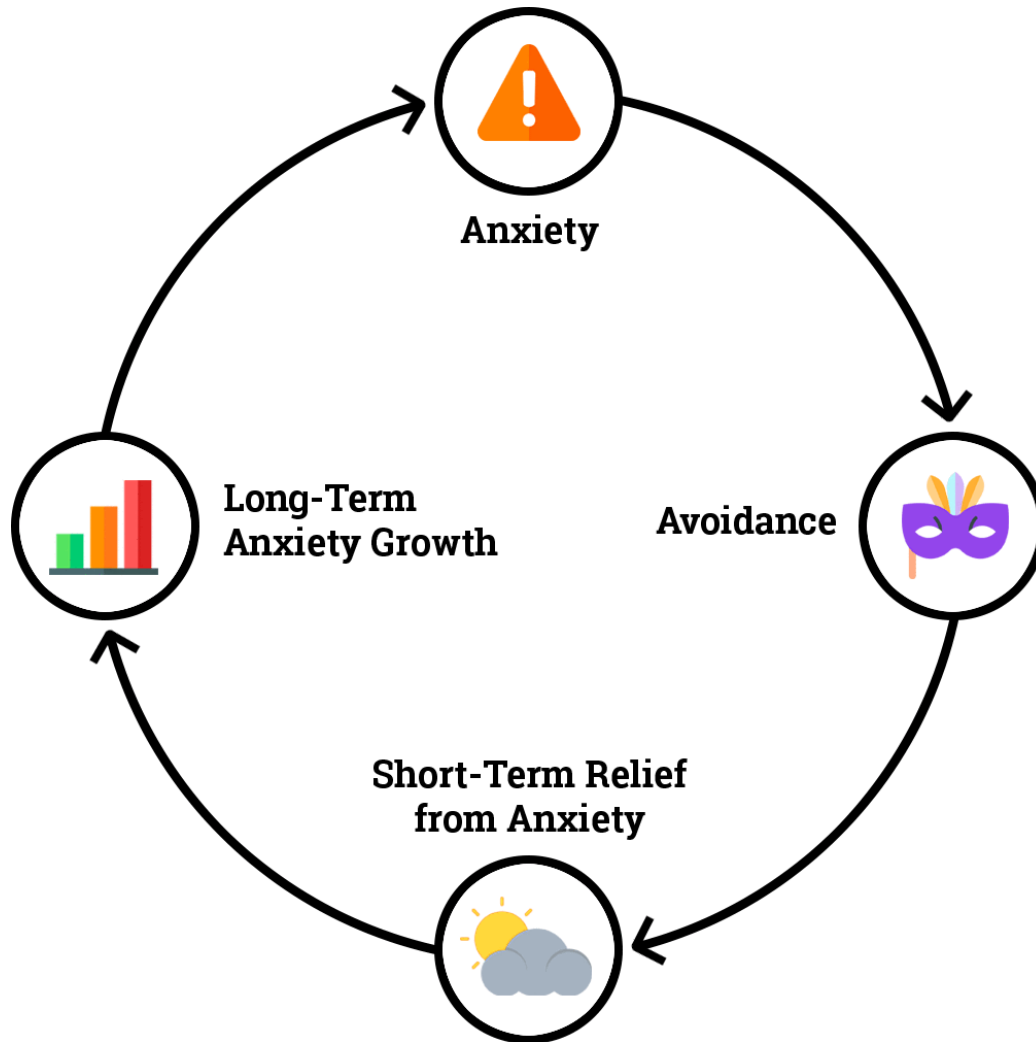 Anxiety
Avoidance
Short-Term Relief
from Anxiety
Long-Term
Anxiety Growth